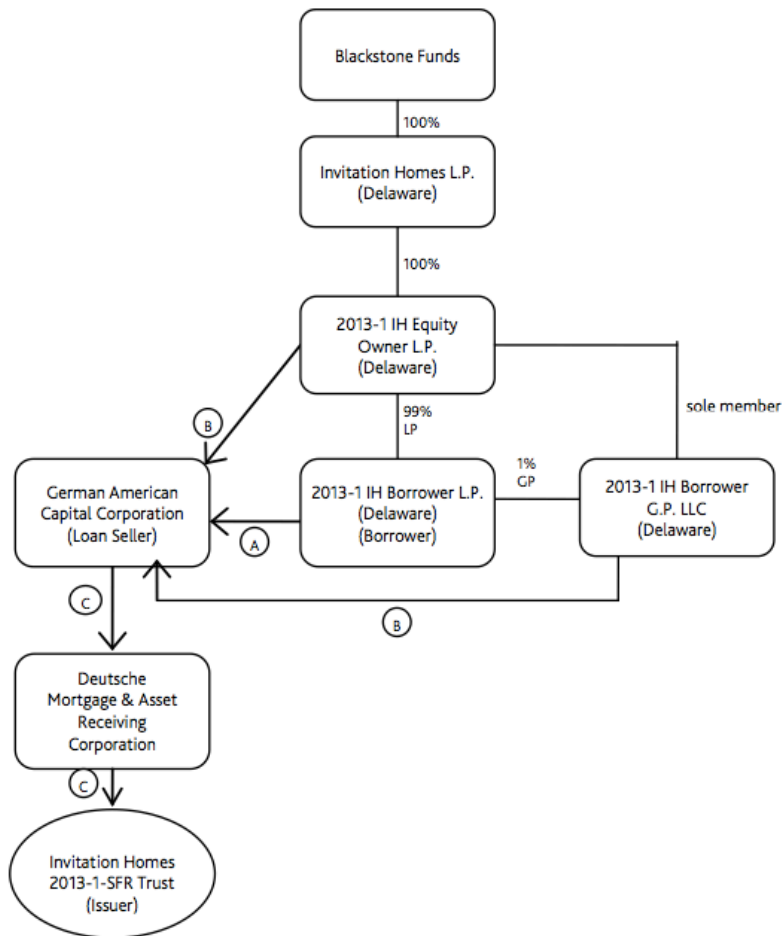 Blackstone Funds
100%
Invitation Homes L.P.
(Delaware)
100%
2013-1 IH Equity
Owner L.P.
(Delaware)
sole member
99%
LP
B
1%
GP
German American
Capital Corporation
(Loan Seller)
2013-1 IH Borrower L.P.
(Delaware)
(Borrower)
2013-1 IH Borrower
G.P. LLC
(Delaware)
A
C
B
Deutsche
Mortgage & Asset
Receiving
Corporation
C
Invitation Homes
2013-1-SFR Trust
(Issuer)